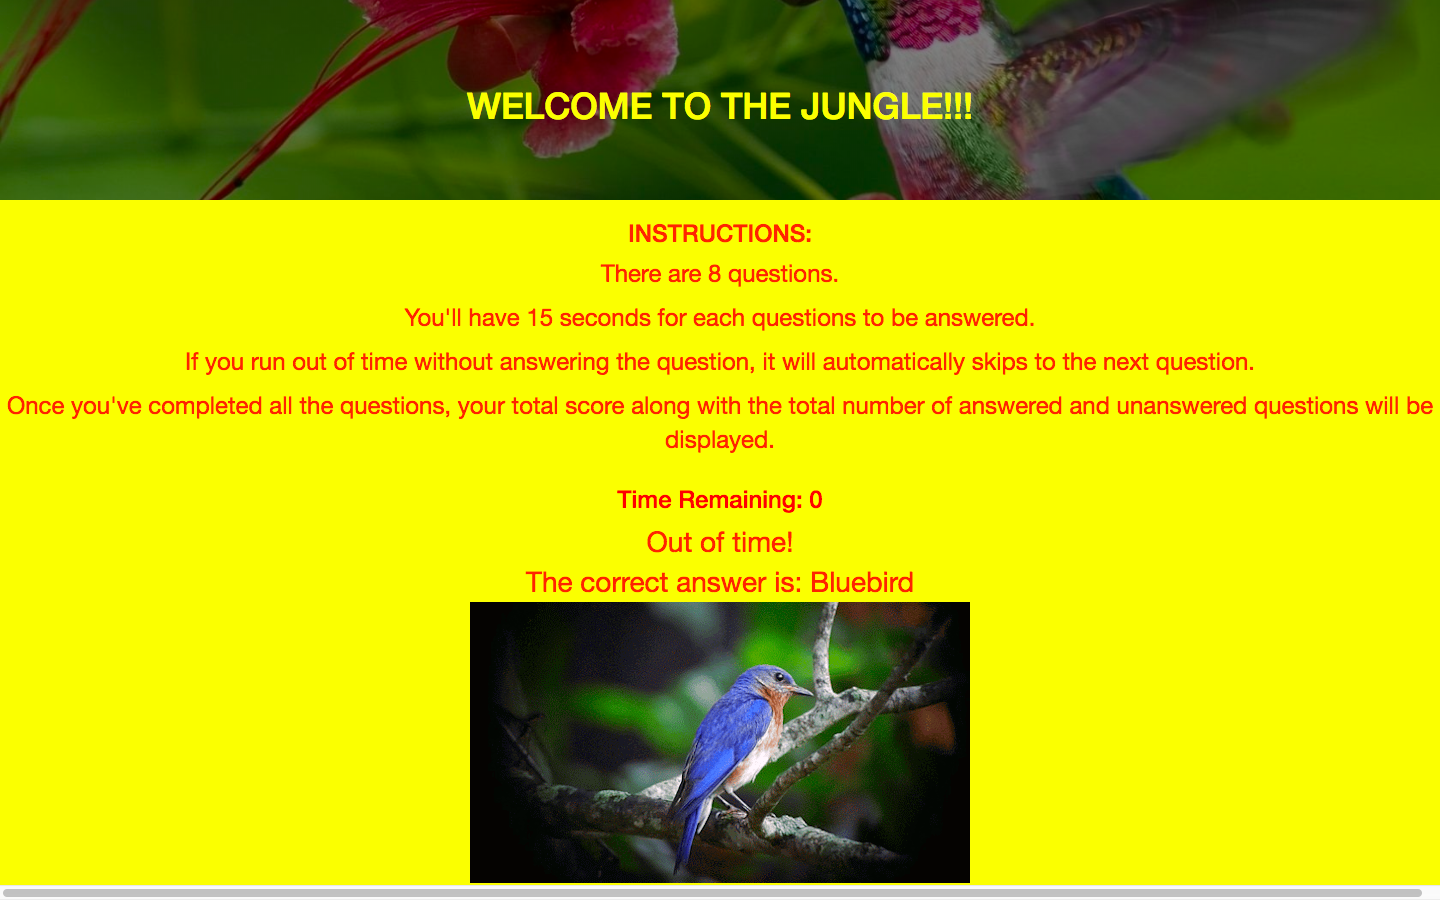 WELCOME TO THE JUNGLE!!!
INSTRUCTIONS:
There are 8 questions.
You'll have 15 seconds for each questions to be answered.
If you run out of time without answering the question, it will automatically skips to the next question.
Once you've completed all the questions, your total score along with the total number of answered and unanswered questions will be
displayed.
Time Remaining: 0
Out of time!
The correct answer is: Bluebird